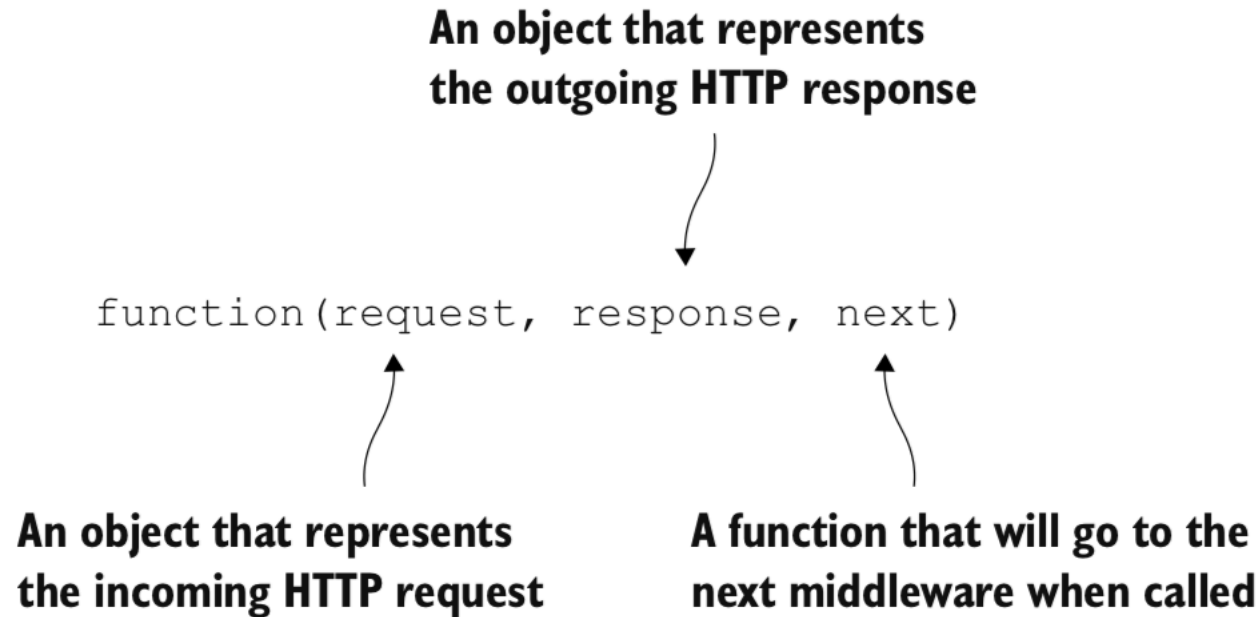 An object that represents
the outgoing HTTP response
function(request, response, next)
An object that represents
the incoming HTTP request
A function that will go to the
next middleware when called